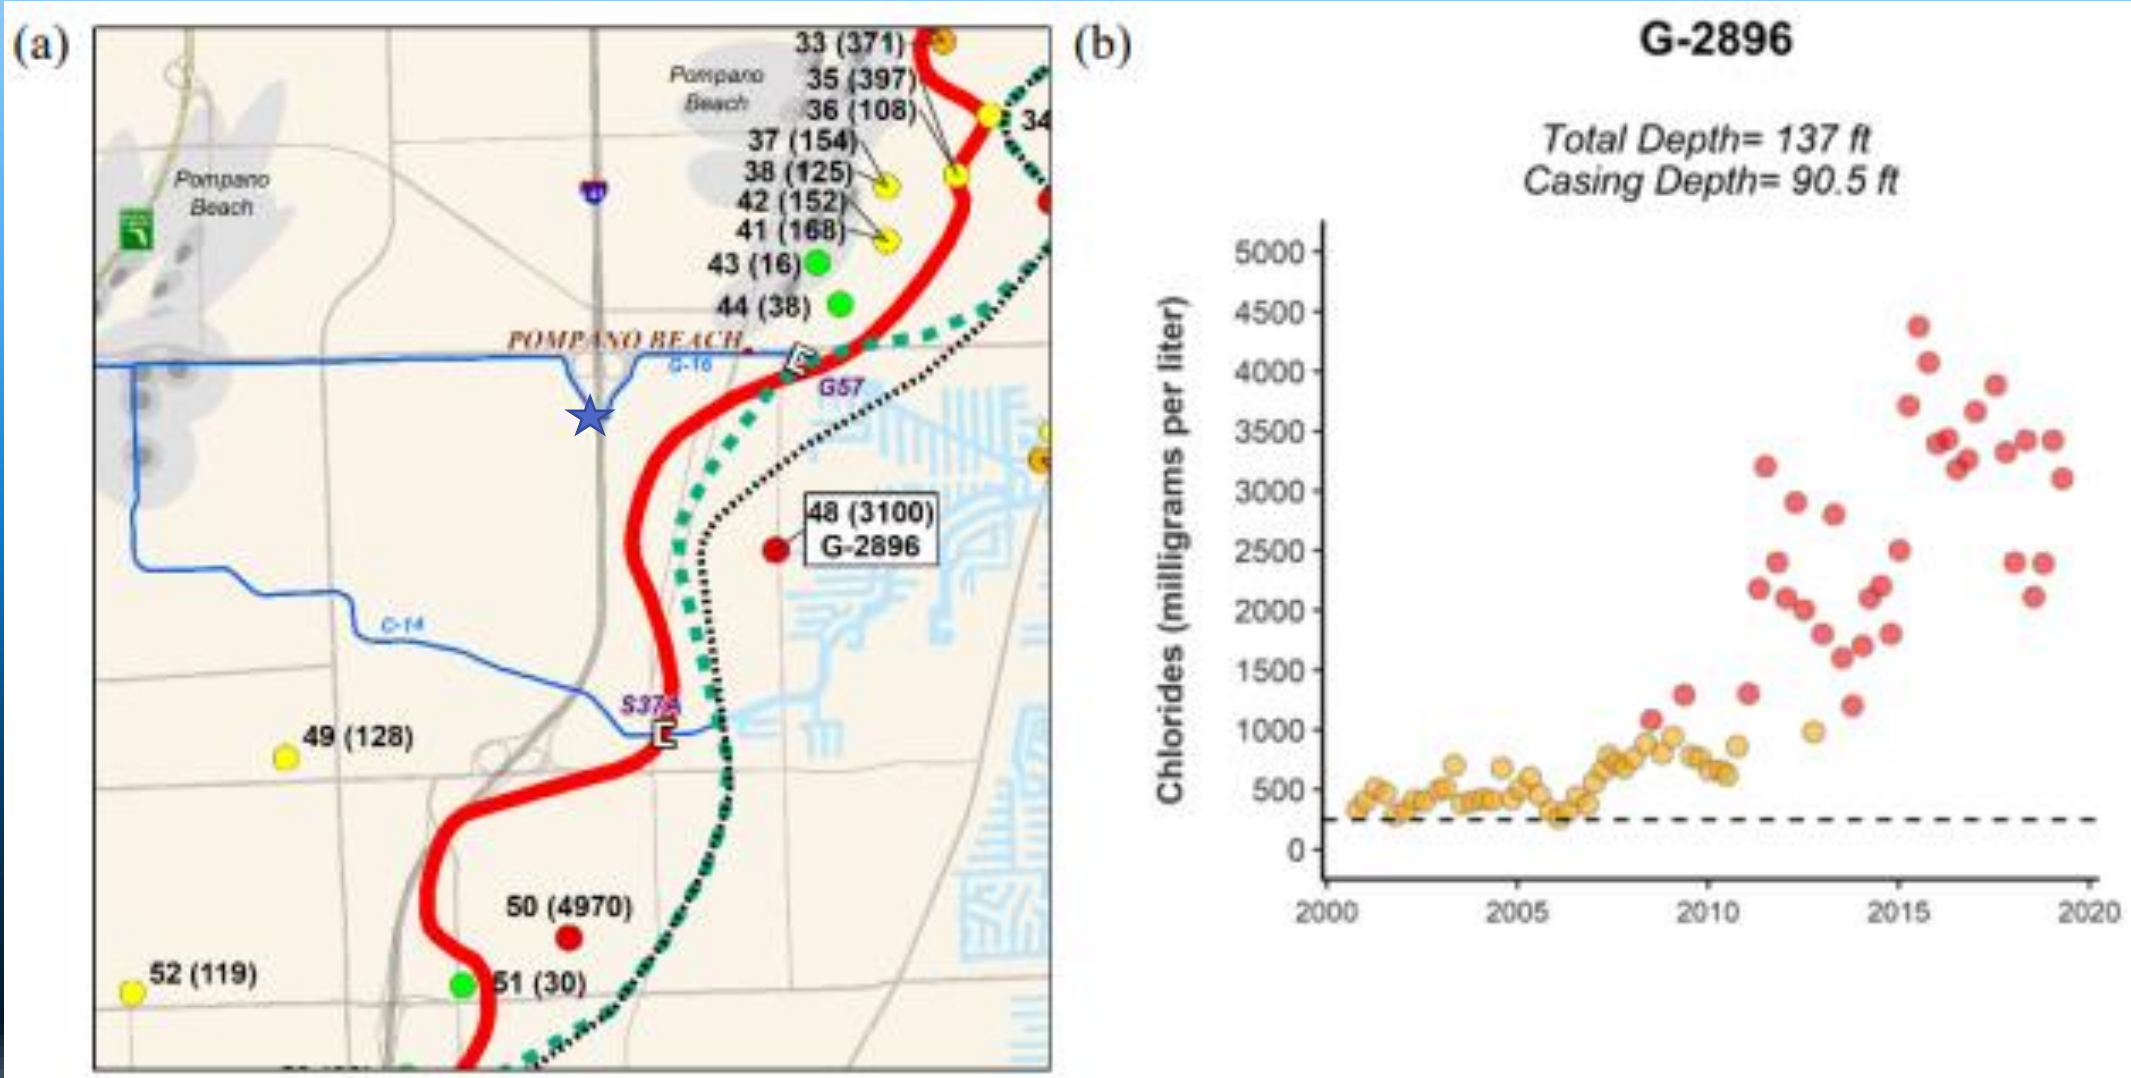 (a)
33 (371)
Pompano
Beach
35 (397)
36 (108)
34
37 (154)
38 (125)
42 (152)
41 (168)
43 (16)
44 (38)
Pompano
Beach
POMPANO BEACH
G-16
G57
48 (3100)
G-2896
C-14
S37A
49 (128)
50 (4970)
51 (30)
52 (119)
(b)
G-2896
Total Depth= 137 ft
Casing Depth= 90.5 ft
Chlorides (milligrams per liter)
5000
4500
4000
3500
3000
2500
2000
1500
1000
500
0
2000
2005
2010
2015
2020